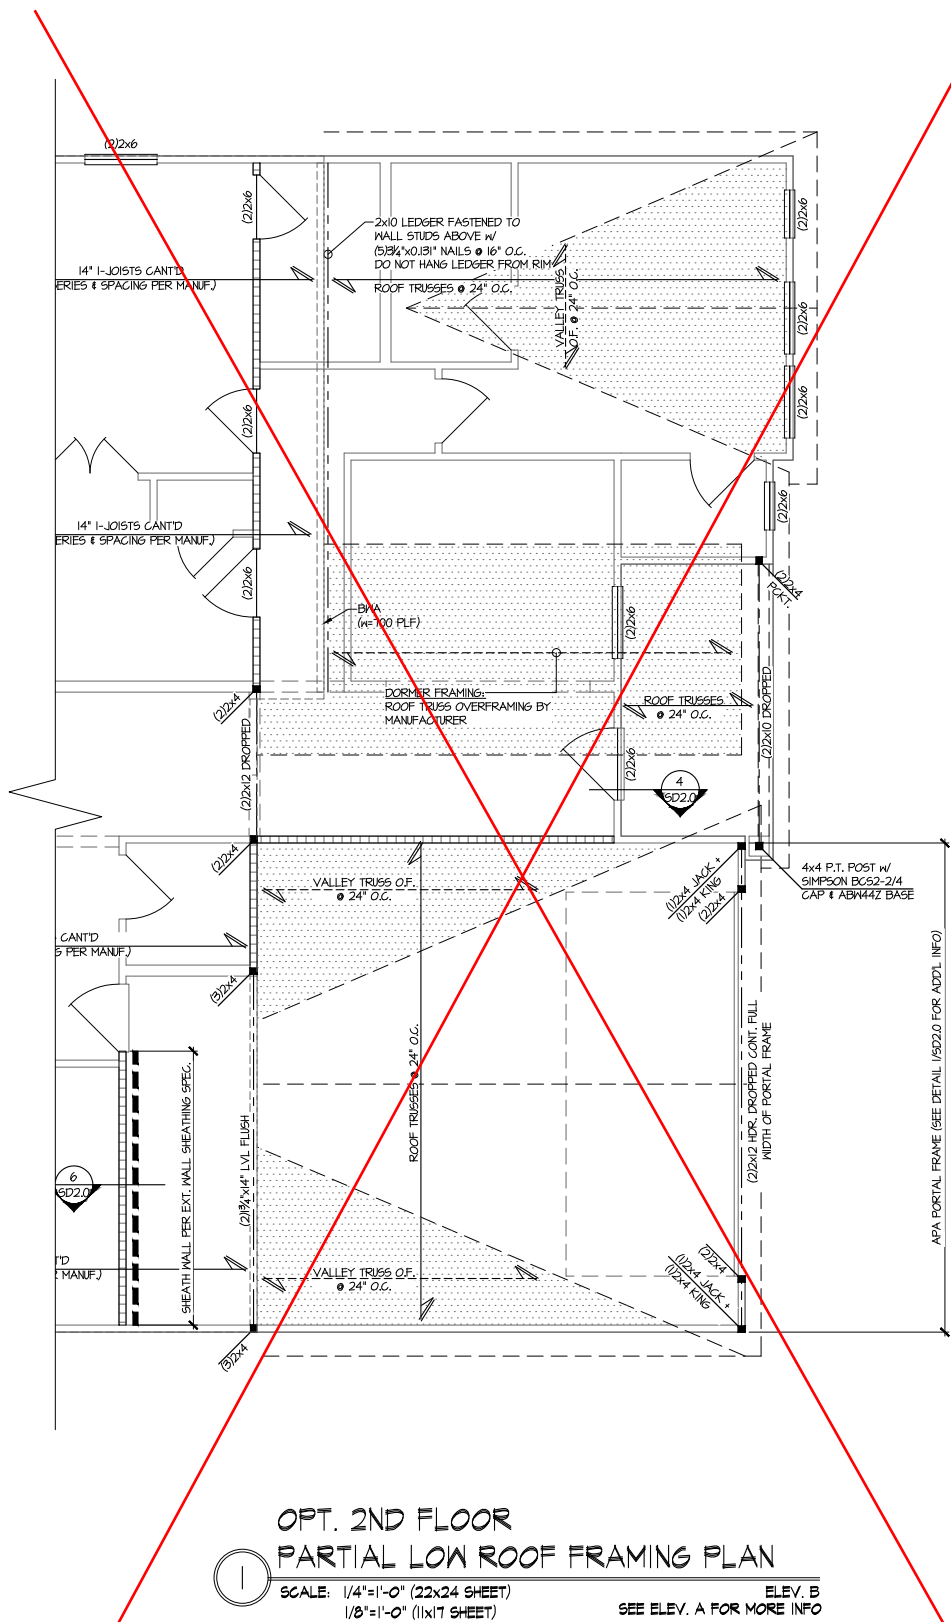 (2)2x6
(2)2x6
2x10 LEDGER FASTENED TO
WALL STUDS ABOVE W/
(5)3¼"x0.131" NAILS @ 16" O.C.
DO NOT HANG LEDGER FROM RIM
ROOF TRUSSES @ 24" O.C.
14" I-JOISTS CANT'D
ERIES & SPACING PER MANUF.)
VALLEY TRUSS
O.F. @ 24" O.C.
(2)2x6
(2)2x6
(2)2x6
(2)2x6
14" I-JOISTS CANT'D
ERIES & SPACING PER MANUF.)
(2)2x6
(2)2x6
(2)2x4
PCKT.
BWA
(w=700 PLF)
(2)2x6
DORMER FRAMING:
ROOF TRUSS OVERFRAMING BY
MANUFACTURER
ROOF TRUSSES
@ 24" O.C.
(2)2x4
(2)2x12 DROPPED
(2)2x10 DROPPED
(2)2x6
4
SD2.0
(2)2x4
VALLEY TRUSS O.F.
@ 24" O.C.
(1)2x4 JACK +
(1)2x4 KING
(2)2x4
4x4 P.T. POST W/
SIMPSON BCS2-2/4
CAP & ABW44Z BASE
CANT'D
PER MANUF.)
(3)2x4
ROOF TRUSSES @ 24" O.C.
(2)2x12 HDR. DROPPED CONT. FULL
WIDTH OF PORTAL FRAME
APA PORTAL FRAME (SEE DETAIL 1/SD2.0 FOR ADD'L INFO)
SHEATH WALL PER EXT. WALL SHEATHING SPEC.
(2)1¾"x14" LVL FLUSH
6
SD2.0
T'D
MANUF.)
VALLEY TRUSS O.F.
@ 24" O.C.
(2)2x4
(1)2x4 JACK +
(1)2x4 KING
(3)2x4
OPT. 2ND FLOOR
PARTIAL LOW ROOF FRAMING PLAN
1
SCALE: 1/4"=1'-0" (22x24 SHEET)
1/8"=1'-0" (11x17 SHEET)
ELEV. B
SEE ELEV. A FOR MORE INFO